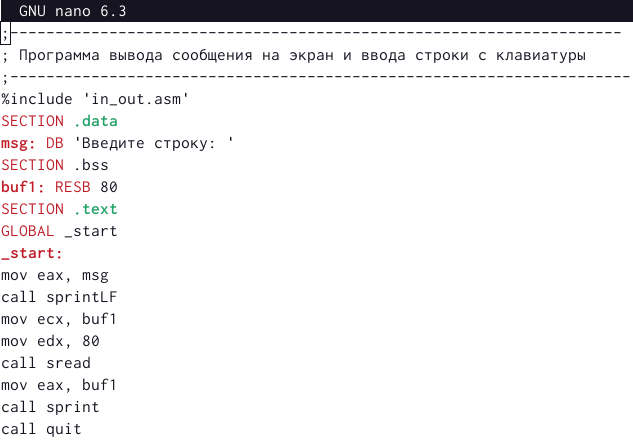 GNU nano 6.3
;--------------------------------------------------------------------
; Программа вывода сообщения на экран и ввода строки с клавиатуры
;---------------------------------------------------------------------
%include 'in_out.asm'
SECTION .data
msg: DB 'Введите строку: '
SECTION .bss
buf1: RESB 80
SECTION .text
GLOBAL _start
_start:
mov eax, msg
call sprintLF
mov ecx, buf1
mov edx, 80
call sread
mov eax, buf1
call sprint
call quit